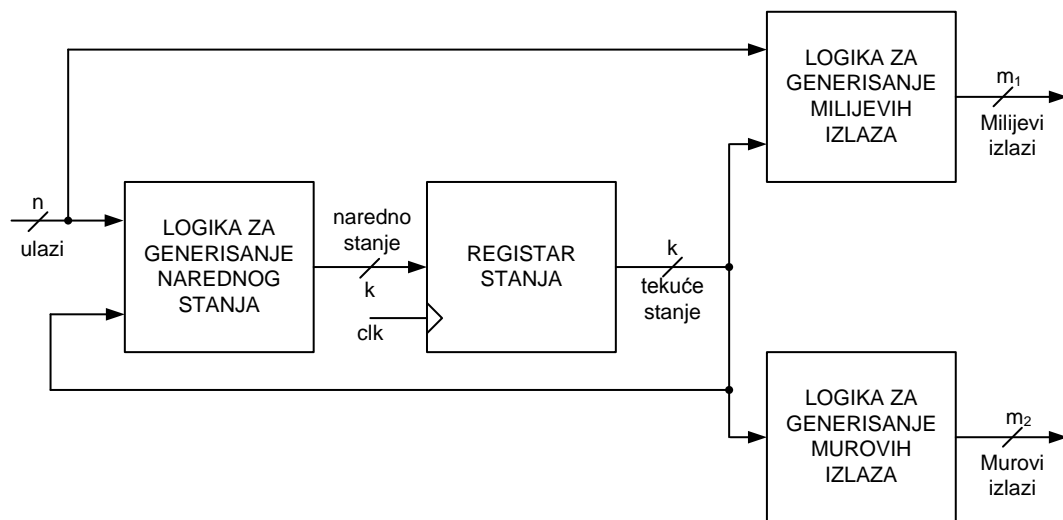 LOGIKA ZA
GENERISANJE
MILIJEVIH
IZLAZA
m₁
Milijevi
izlazi
n
ulazi
LOGIKA ZA
GENERISANJE
NAREDNOG
STANJA
naredno
stanje
k
clk
REGISTAR
STANJA
k
tekuće
stanje
LOGIKA ZA
GENERISANJE
MUROVIH
IZLAZA
m₂
Murovi
izlazi